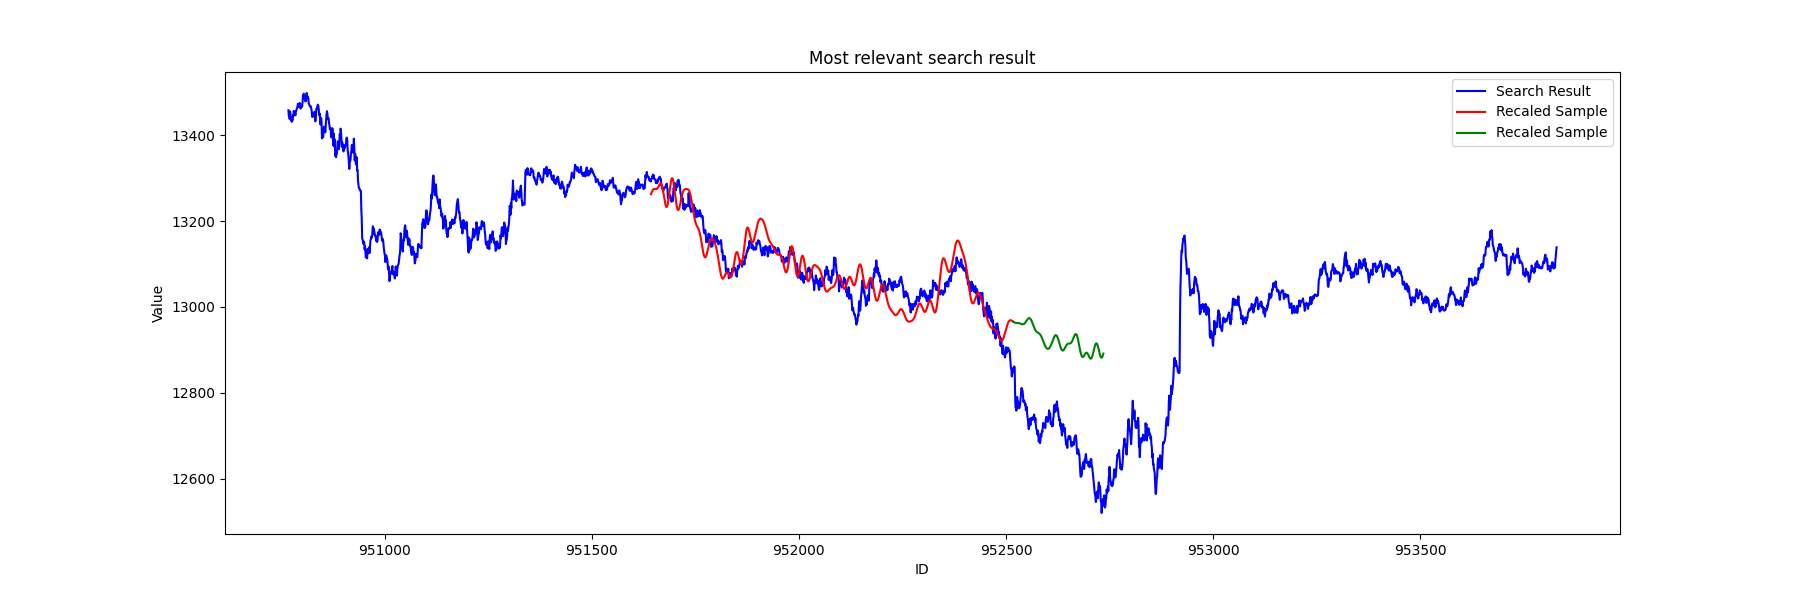 Most relevant search result
Search Result
Recaled Sample
Recaled Sample
13400
13200
13000
12800
12600
Value
951000 951500 952000 952500 953000 953500
ID